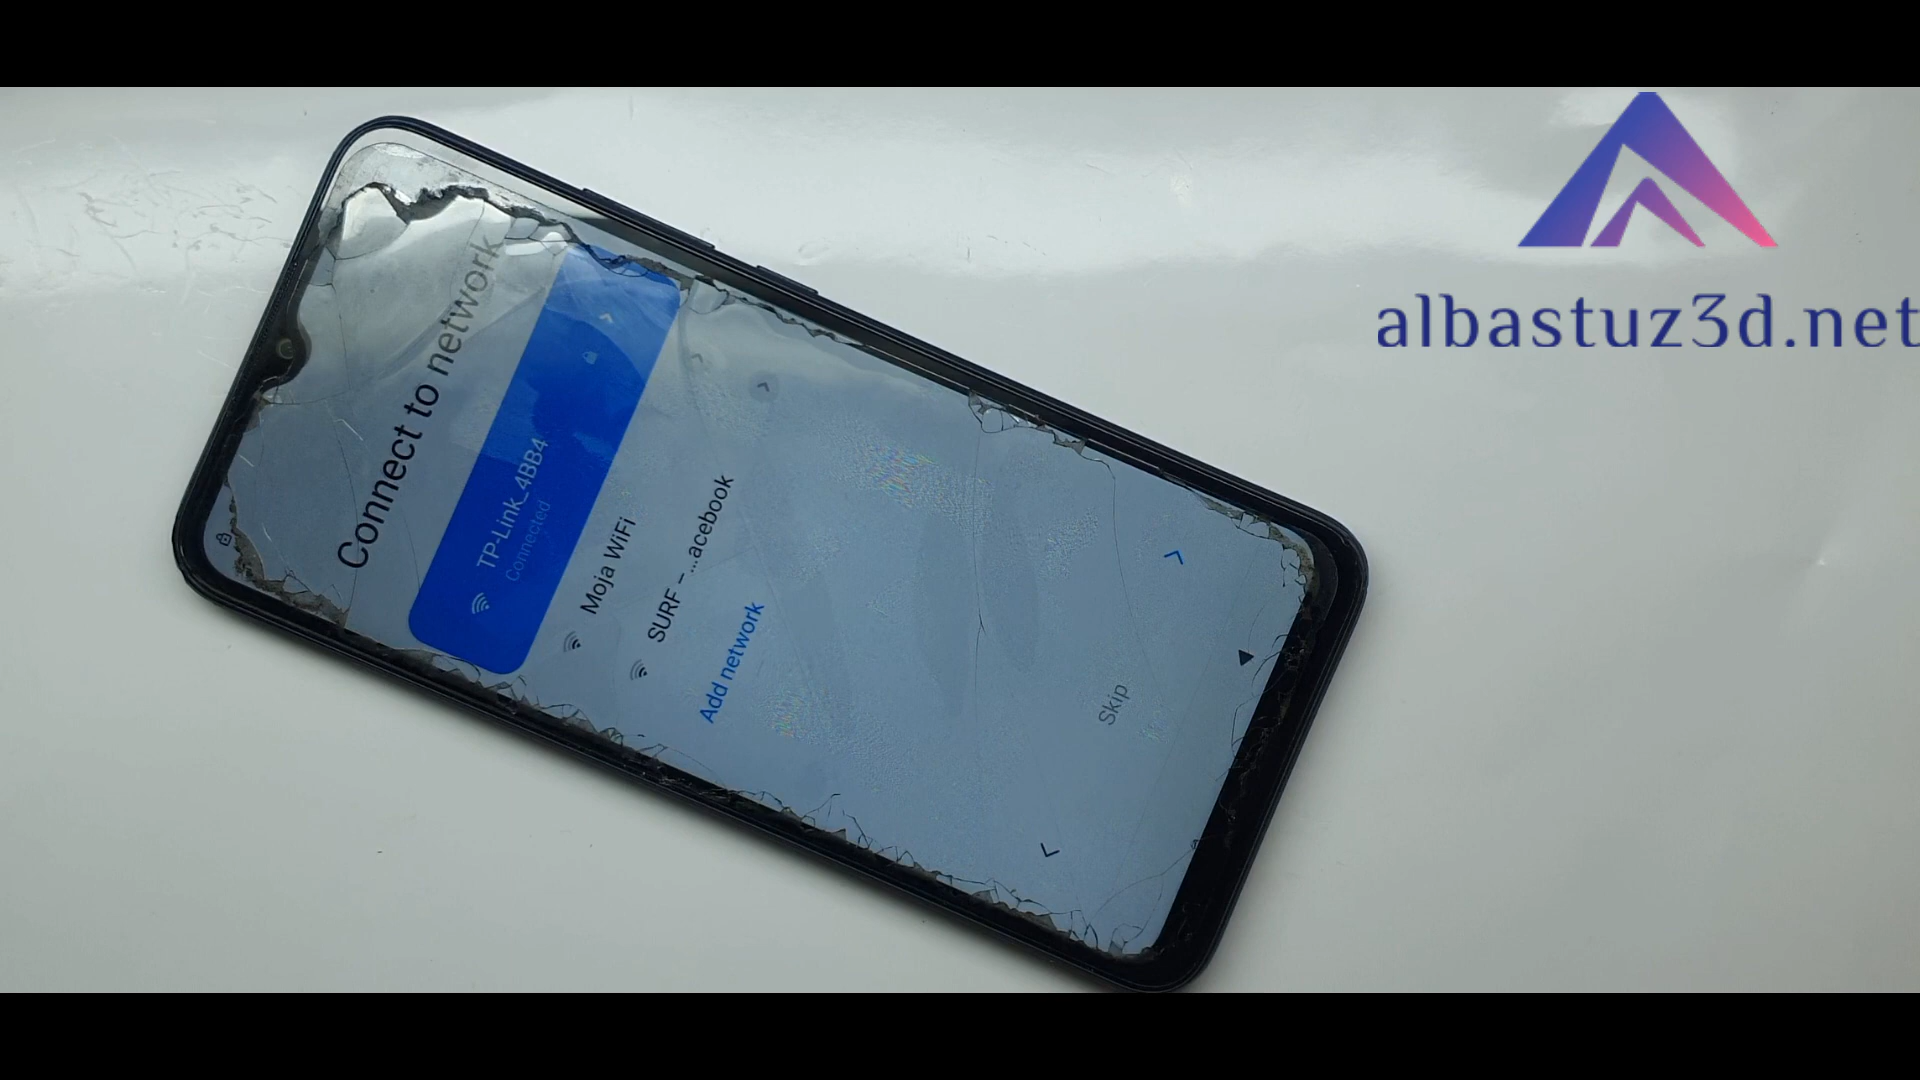 albastuz3d.net
Connect to network
TP-Link_4BB4
Connected
Moja WiFi
SURF – ...acebook
Add network
Skip